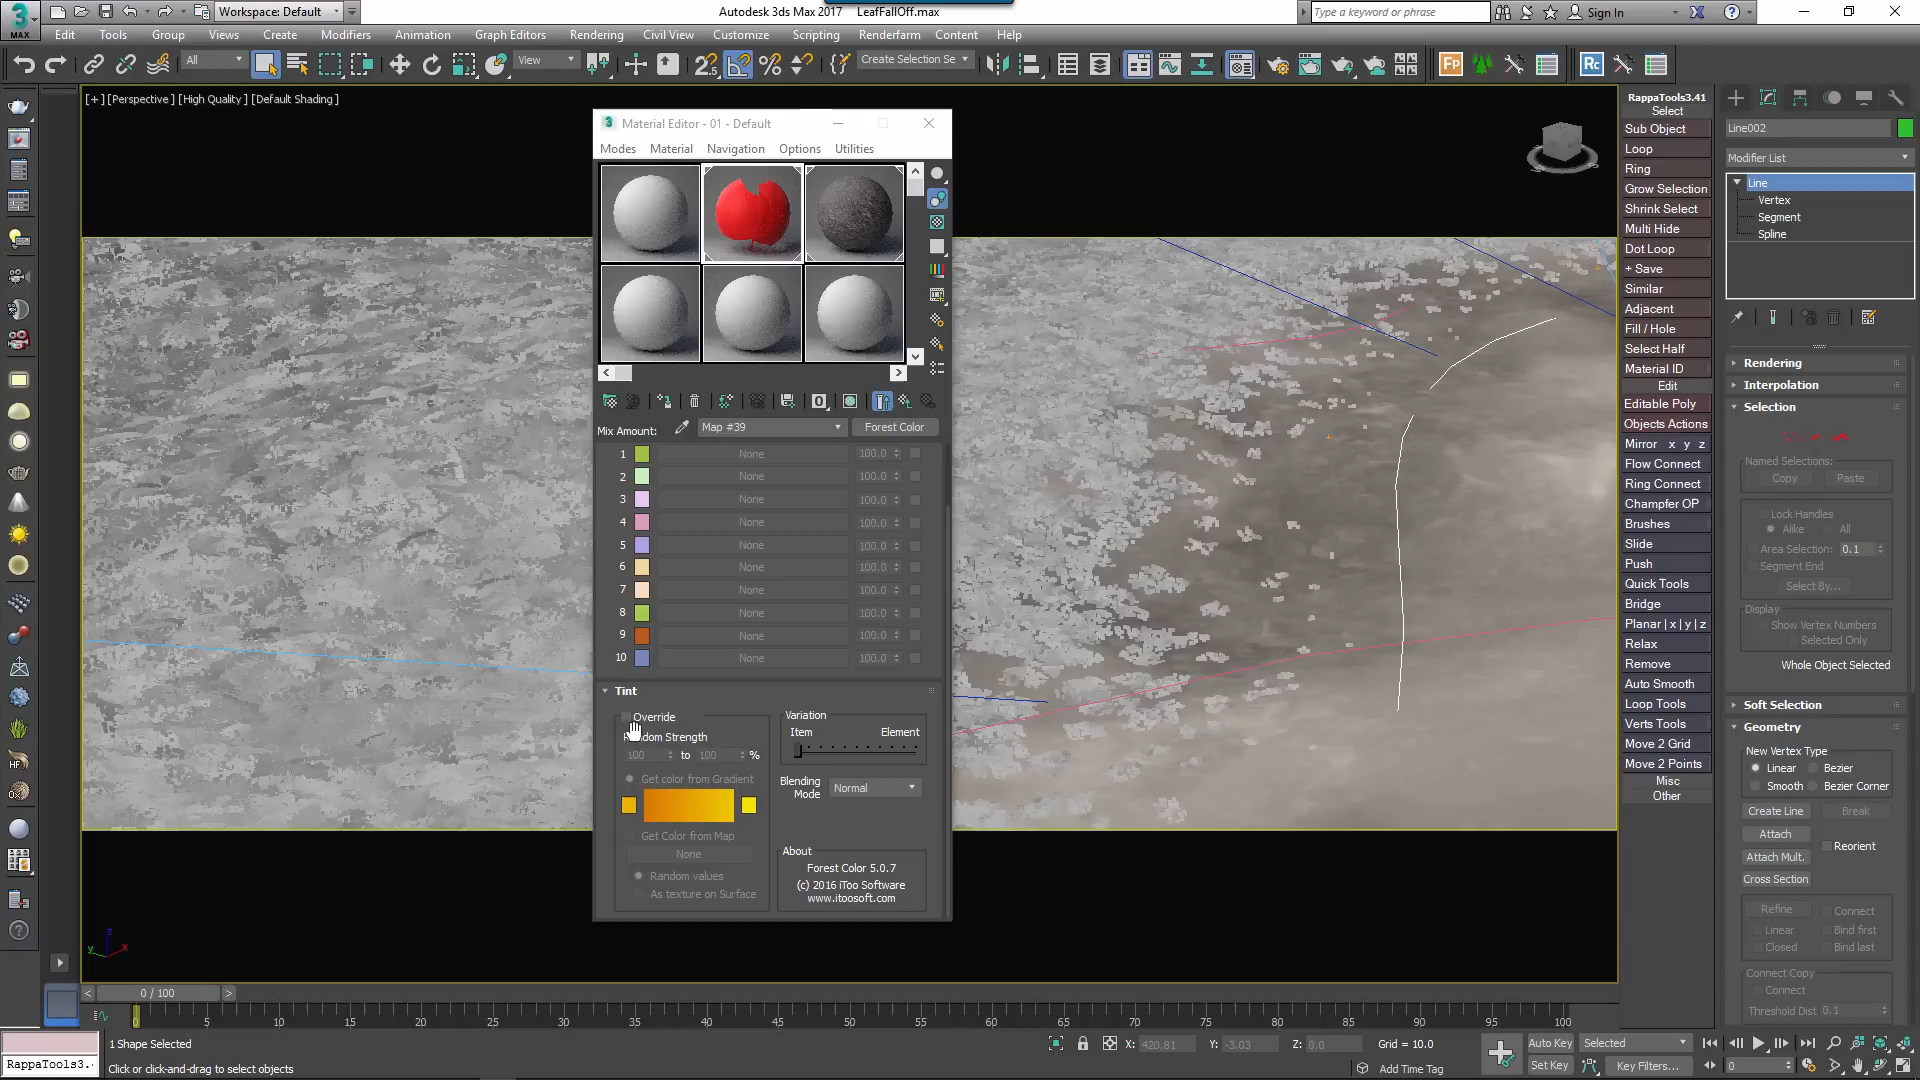 Workspace: Default
Autodesk 3ds Max 2017 LeafFallOff.max
Type a keyword or phrase
Sign In
MAX
Edit Tools Group Views Create Modifiers Animation Graph Editors Rendering Civil View Customize Scripting Renderfarm Content Help
All
View
Create Selection Se
[+] [Perspective ] [High Quality ] [Default Shading ]
Material Editor - 01 - Default
Modes Material Navigation Options Utilities
Mix Amount: Map #39 Forest Color
1 None 100.0
2 None 100.0
3 None 100.0
4 None 100.0
5 None 100.0
6 None 100.0
7 None 100.0
8 None 100.0
9 None 100.0
10 None 100.0
Tint
Override
Random Strength
100 to 100 %
Get color from Gradient
Get Color from Map
None
Random values
As texture on Surface
Variation
Item Element
Blending Mode Normal
About
Forest Color 5.0.7
(c) 2016 iToo Software
www.itoosoft.com
RappaTools3.41
Select
Sub Object
Loop
Ring
Grow Selection
Shrink Select
Multi Hide
Dot Loop
+ Save
Similar
Adjacent
Fill / Hole
Select Half
Material ID
Edit
Editable Poly
Objects Actions
Mirror x y z
Flow Connect
Ring Connect
Champfer OP
Brushes
Slide
Push
Quick Tools
Bridge
Planar | x | y | z
Relax
Remove
Auto Smooth
Loop Tools
Verts Tools
Move 2 Grid
Move 2 Points
Misc
Other
Line002
Modifier List
Line
Vertex
Segment
Spline
Rendering
Interpolation
Selection
Named Selections:
Copy Paste
Lock Handles
Alike All
Area Selection: 0.1
Segment End
Select By...
Display
Show Vertex Numbers
Selected Only
Whole Object Selected
Soft Selection
Geometry
New Vertex Type
Linear Bezier
Smooth Bezier Corner
Create Line Break
Attach
Reorient
Attach Mult.
Cross Section
Refine Connect
Linear Bind first
Closed Bind last
Connect Copy
Connect
Threshold Dist 0.1
HF
z
y x
< 0 / 100 >
0 5 10 15 20 25 30 35 40 45 50 55 60 65 70 75 80 85 90 95 100
1 Shape Selected
Click or click-and-drag to select objects
RappaTools3.
X: 420.81 Y: -3.03 Z: 0.0 Grid = 10.0
Add Time Tag
Auto Key Selected
Set Key Key Filters...
0